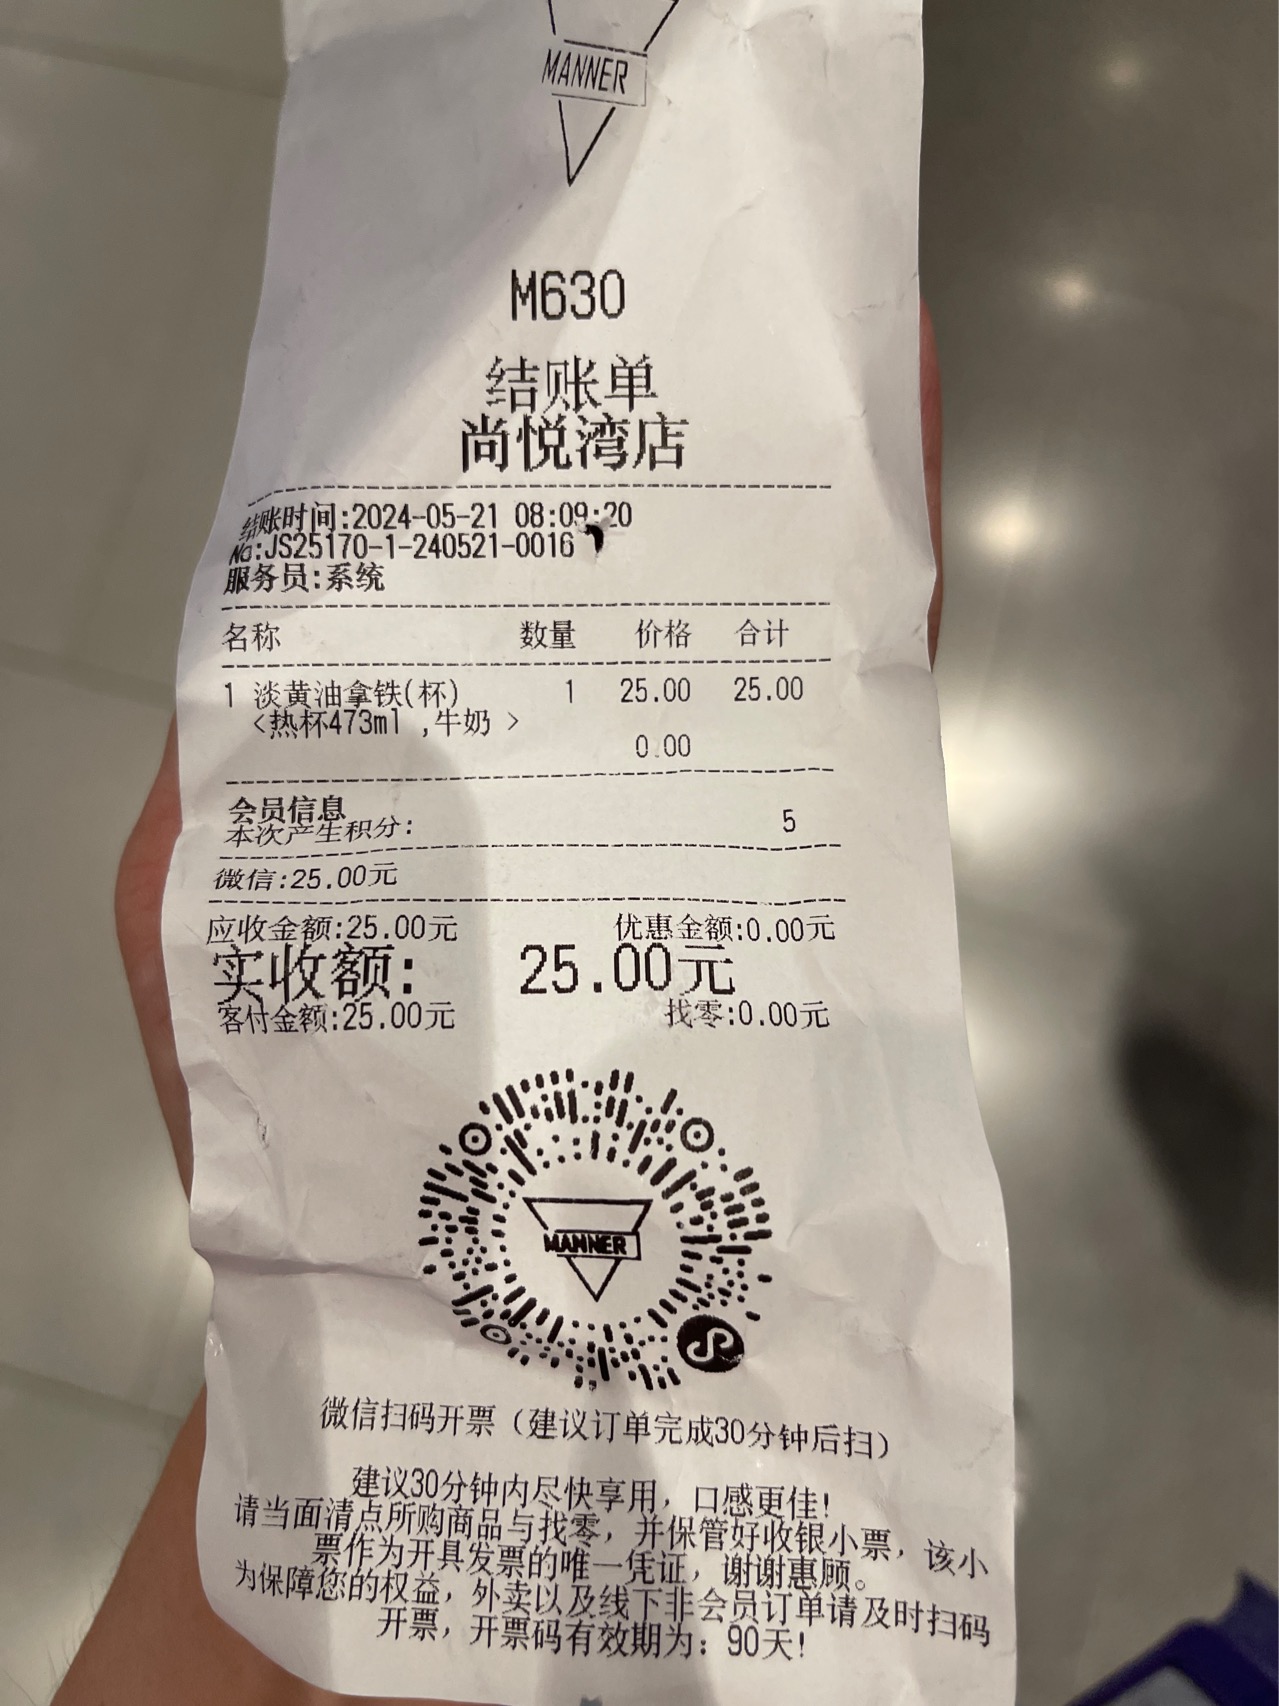 MANNER
M630
结账单
尚悦湾店
结账时间:2024-05-21 08:09:20
No:JS25170-1-240521-0016
服务员:系统
名称 数量 价格 合计
1 淡黄油拿铁(杯) 1 25.00 25.00
<热杯473ml ,牛奶 >
0.00
会员信息
本次产生积分: 5
微信:25.00元
应收金额:25.00元 优惠金额:0.00元
实收额: 25.00元
客付金额:25.00元 找零:0.00元
MANNER
微信扫码开票（建议订单完成30分钟后扫）
建议30分钟内尽快享用，口感更佳!
请当面清点所购商品与找零，并保管好收银小票，该小
票作为开具发票的唯一凭证，谢谢惠顾。
为保障您的权益，外卖以及线下非会员订单请及时扫码
开票，开票码有效期为：90天!